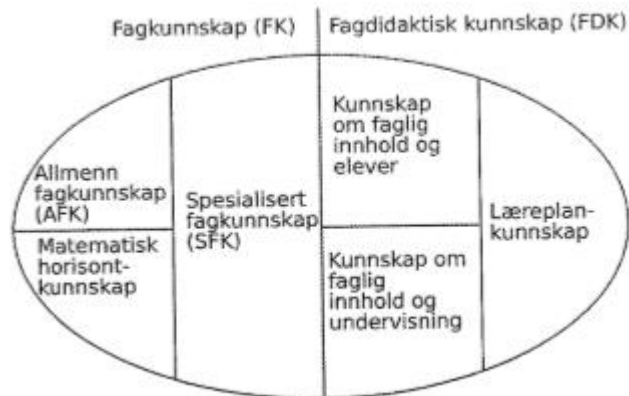 Fagkunnskap (FK)
Fagdidaktisk kunnskap (FDK)
Allmenn
fagkunnskap
(AFK)
Matematisk
horisont-
kunnskap
Spesialisert
fagkunnskap
(SFK)
Kunnskap
om faglig
innhold og
elever
Kunnskap om
faglig
innhold og
undervisning
Læreplan-
kunnskap